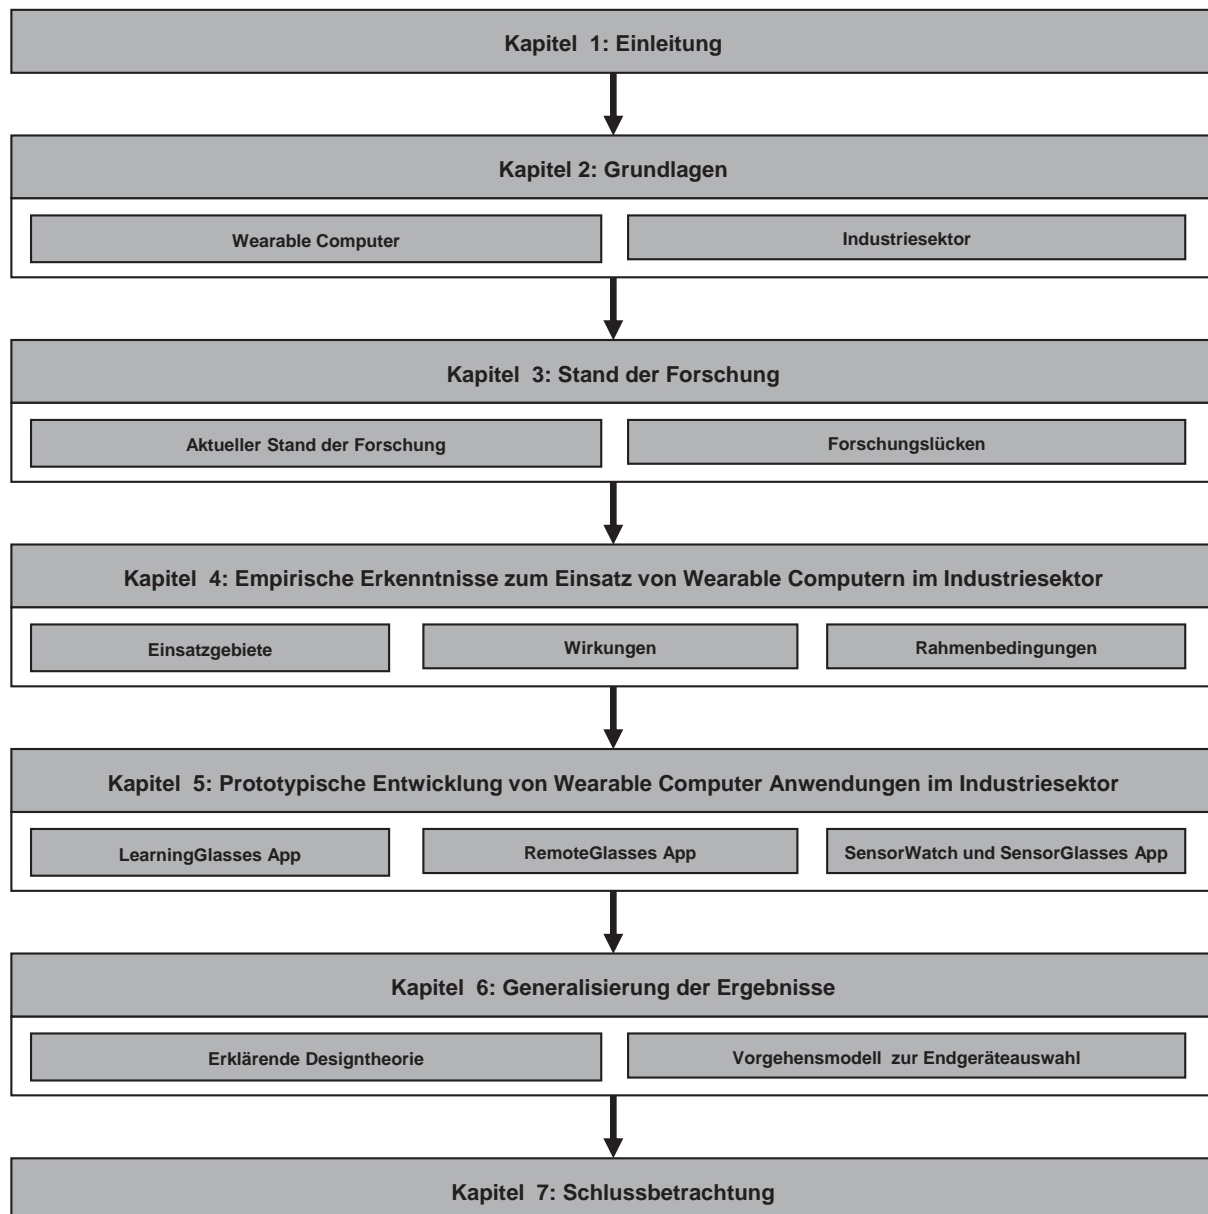 Kapitel 1: Einleitung
Kapitel 2: Grundlagen
Wearable Computer
Industriesektor
Kapitel 3: Stand der Forschung
Aktueller Stand der Forschung
Forschungslücken
Kapitel 4: Empirische Erkenntnisse zum Einsatz von Wearable Computern im Industriesektor
Einsatzgebiete
Wirkungen
Rahmenbedingungen
Kapitel 5: Prototypische Entwicklung von Wearable Computer Anwendungen im Industriesektor
LearningGlasses App
RemoteGlasses App
SensorWatch und SensorGlasses App
Kapitel 6: Generalisierung der Ergebnisse
Erklärende Designtheorie
Vorgehensmodell zur Endgeräteauswahl
Kapitel 7: Schlussbetrachtung